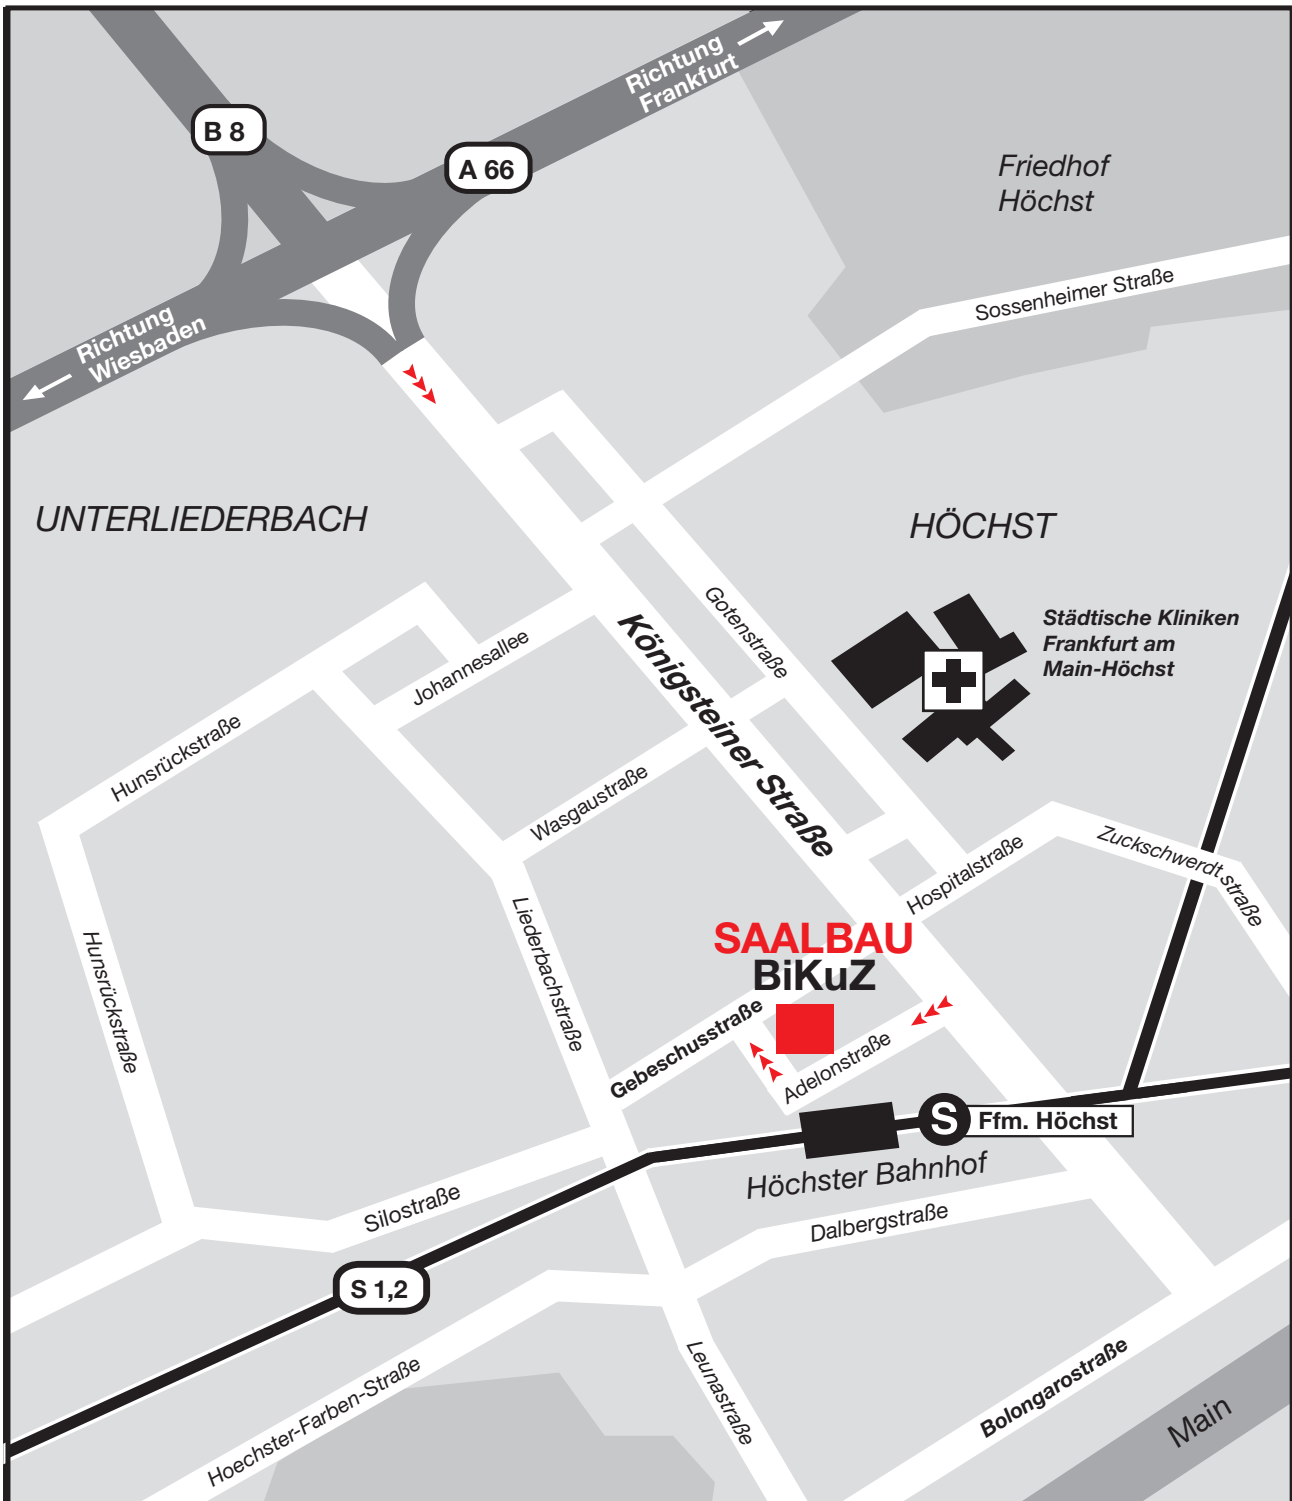 Richtung
Frankfurt
B 8
A 66
Friedhof
Höchst
Sossenheimer Straße
Richtung
Wiesbaden
UNTERLIEDERBACH
HÖCHST
Gotenstraße
Städtische Kliniken
Frankfurt am
Main-Höchst
Königsteiner Straße
Johannesallee
Hunsrückstraße
Wasgaustraße
Zuckschwerdtstraße
Hospitalstraße
Liederbachstraße
Hunsrückstraße
SAALBAU
BiKuZ
Gebeschusstraße
Adelonstraße
S
Ffm. Höchst
Höchster Bahnhof
Silostraße
Dalbergstraße
S 1,2
Leunastraße
Hoechster-Farben-Straße
Bolongarostraße
Main